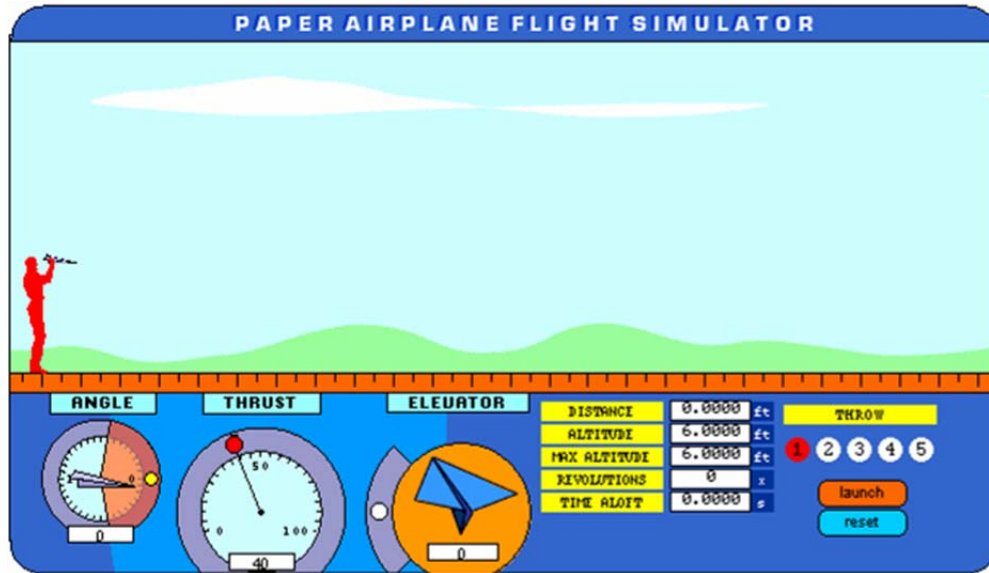 PAPER AIRPLANE FLIGHT SIMULATOR
ANGLE
THRUST
ELEVATOR
0
0
50
0
100
40
0
DISTANCE 0.0000 ft
ALTITUDE 6.0000 ft
MAX ALTITUDE 6.0000 ft
REVOLUTIONS 0 x
TIME ALOFT 0.0000 s
THROW
1 2 3 4 5
launch
reset